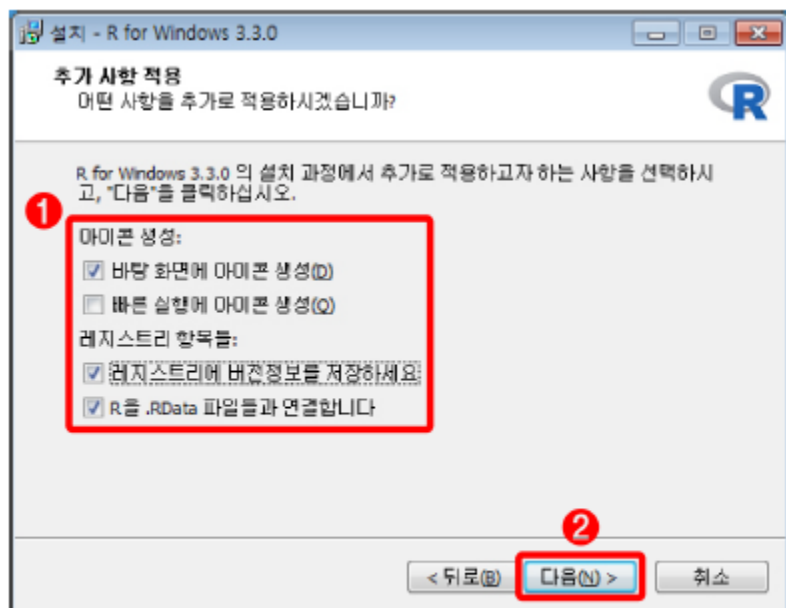 설치 - R for Windows 3.3.0
추가 사항 적용
어떤 사항을 추가로 적용하시겠습니까?
R
R for Windows 3.3.0 의 설치 과정에서 추가로 적용하고자 하는 사항을 선택하시
고, "다음"을 클릭하십시오.
1
아이콘 생성:
바탕 화면에 아이콘 생성(D)
빠른 실행에 아이콘 생성(Q)
레지스트리 항목들:
레지스트리에 버전정보를 저장하세요
R을 .RData 파일들과 연결합니다
2
< 뒤로(B) 다음(N) > 취소